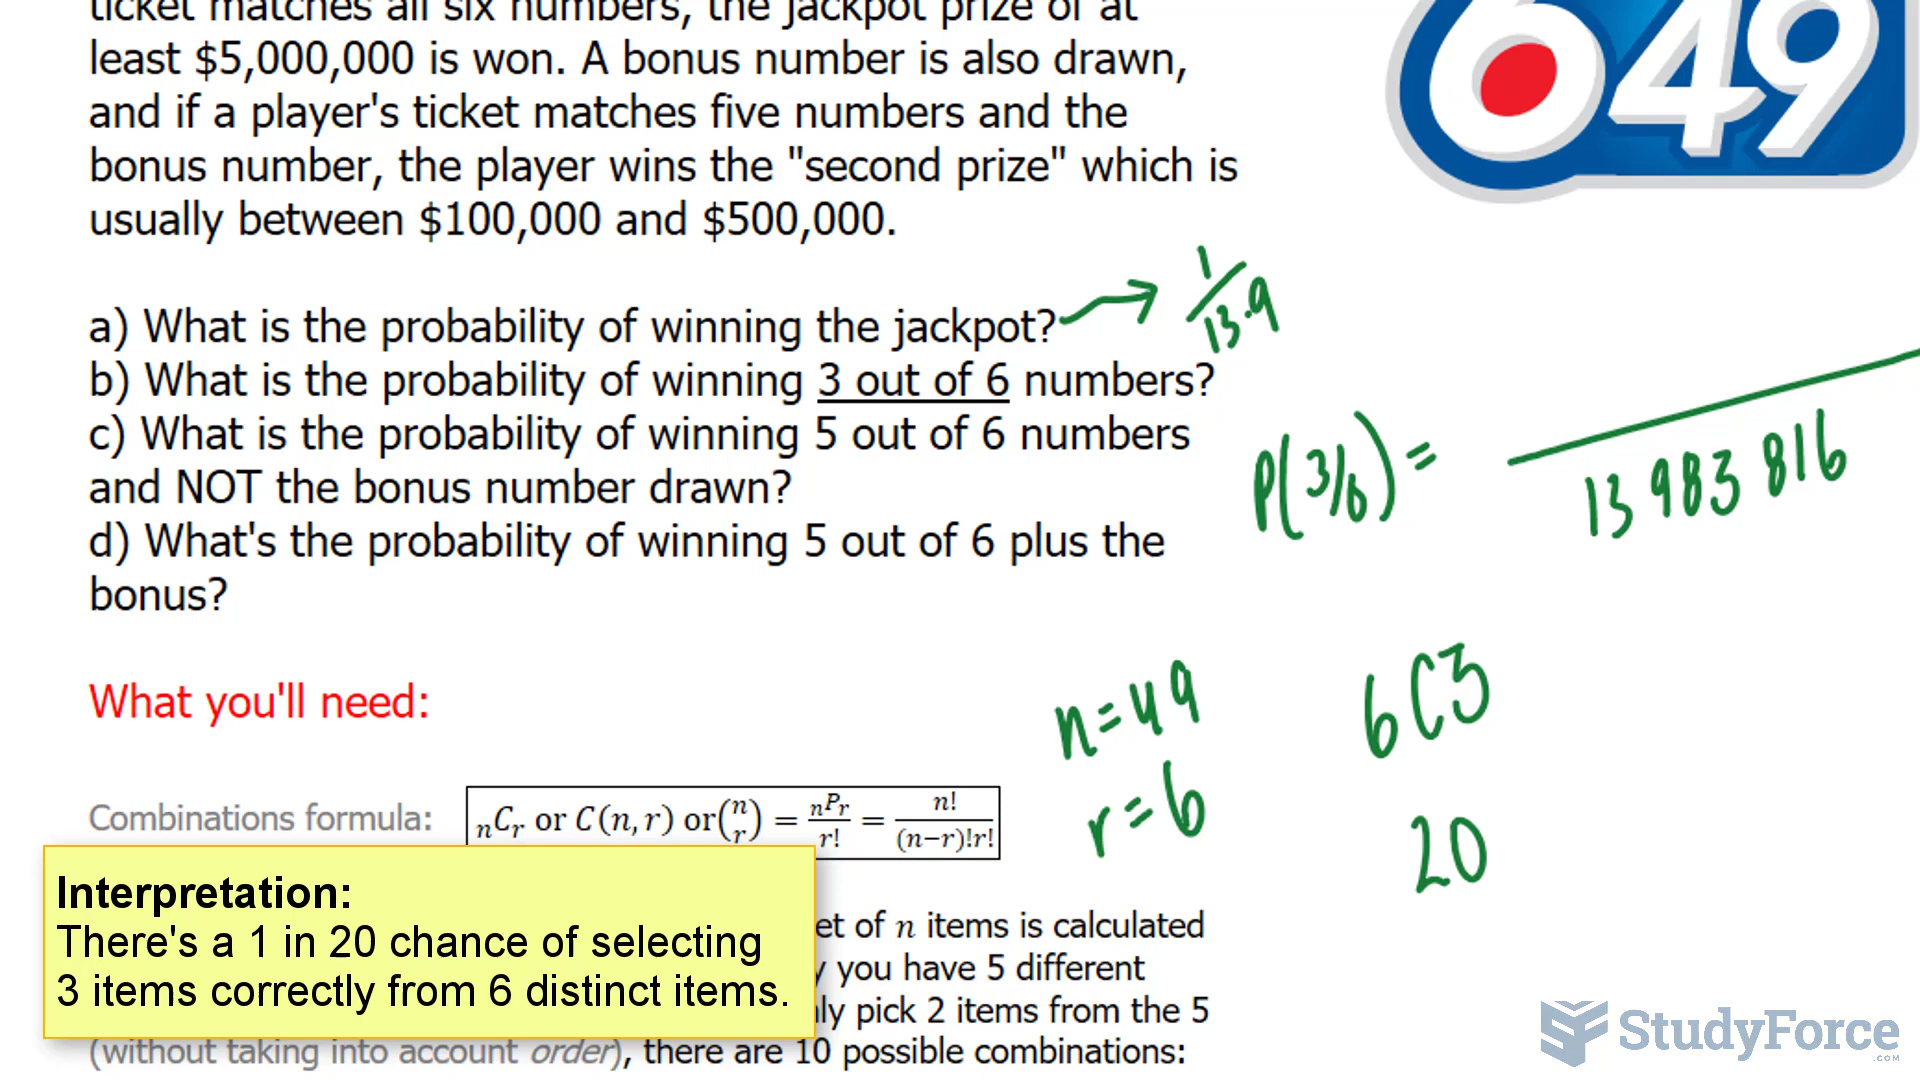 ticket matches all six numbers, the jackpot prize of at
least $5,000,000 is won. A bonus number is also drawn,
and if a player's ticket matches five numbers and the
bonus number, the player wins the "second prize" which is
usually between $100,000 and $500,000.
649
a) What is the probability of winning the jackpot?
1
13.9
b) What is the probability of winning 3 out of 6 numbers?
c) What is the probability of winning 5 out of 6 numbers
and NOT the bonus number drawn?
d) What's the probability of winning 5 out of 6 plus the
bonus?
P(3/6) =
13 983 816
What you'll need:
n=49
r=6
6C3
20
Combinations formula: nCr or C(n, r) or (n r) = nPr/r! = n!/(n−r)!r!
Interpretation:
There's a 1 in 20 chance of selecting
3 items correctly from 6 distinct items.
et of n items is calculated
y you have 5 different
ly pick 2 items from the 5
(without taking into account order), there are 10 possible combinations:
StudyForce
.COM